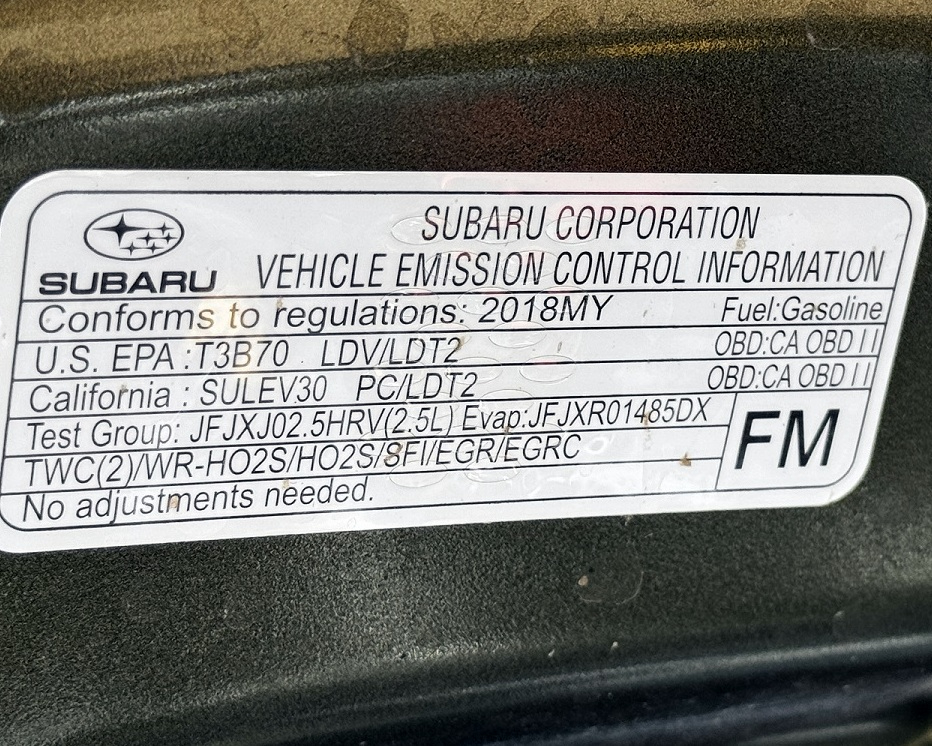 SUBARU CORPORATION
SUBARU VEHICLE EMISSION CONTROL INFORMATION
Conforms to regulations: 2018MY Fuel:Gasoline
U.S. EPA :T3B70 LDV/LDT2 OBD:CA OBD II
California : SULEV30 PC/LDT2 OBD:CA OBD II
Test Group: JFJXJ02.5HRV(2.5L) Evap:JFJXR01485DX
TWC(2)/WR-HO2S/HO2S/SFI/EGR/EGRC
FM
No adjustments needed.